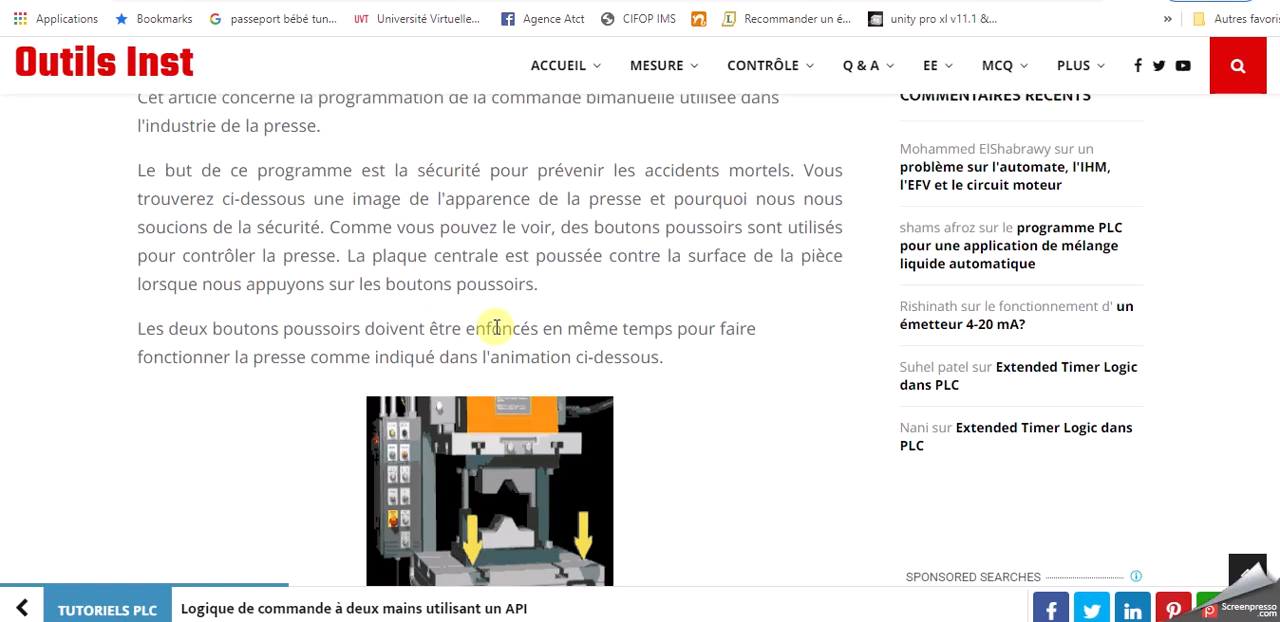 Applications Bookmarks passeport bébé tun... UVT Université Virtuelle... Agence Atct CIFOP IMS Recommander un é... unity pro xl v11.1 &... » Autres favoris
Outils Inst
ACCUEIL MESURE CONTRÔLE Q & A EE MCQ PLUS
Cet article concerne la programmation de la commande bimanuelle utilisée dans
l'industrie de la presse.
Le but de ce programme est la sécurité pour prévenir les accidents mortels. Vous
trouverez ci-dessous une image de l'apparence de la presse et pourquoi nous nous
soucions de la sécurité. Comme vous pouvez le voir, des boutons poussoirs sont utilisés
pour contrôler la presse. La plaque centrale est poussée contre la surface de la pièce
lorsque nous appuyons sur les boutons poussoirs.
Les deux boutons poussoirs doivent être enfoncés en même temps pour faire
fonctionner la presse comme indiqué dans l'animation ci-dessous.
COMMENTAIRES RÉCENTS
Mohammed ElShabrawy sur un
problème sur l'automate, l'IHM,
l'EFV et le circuit moteur
shams afroz sur le programme PLC
pour une application de mélange
liquide automatique
Rishinath sur le fonctionnement d' un
émetteur 4-20 mA?
Suhel patel sur Extended Timer Logic
dans PLC
Nani sur Extended Timer Logic dans
PLC
SPONSORED SEARCHES
TUTORIELS PLC Logique de commande à deux mains utilisant un API
Screenpresso
.com